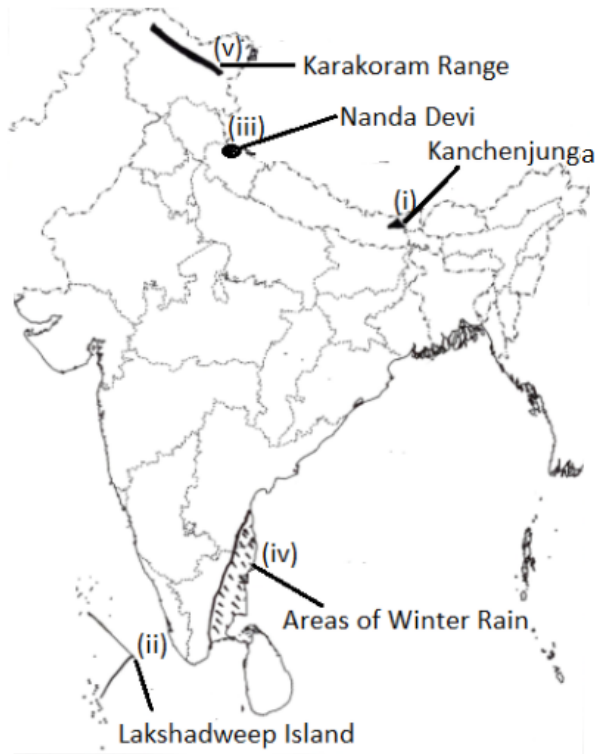 (v)
Karakoram Range
(iii)
Nanda Devi
Kanchenjunga
(i)
(iv)
Areas of Winter Rain
(ii)
Lakshadweep Island